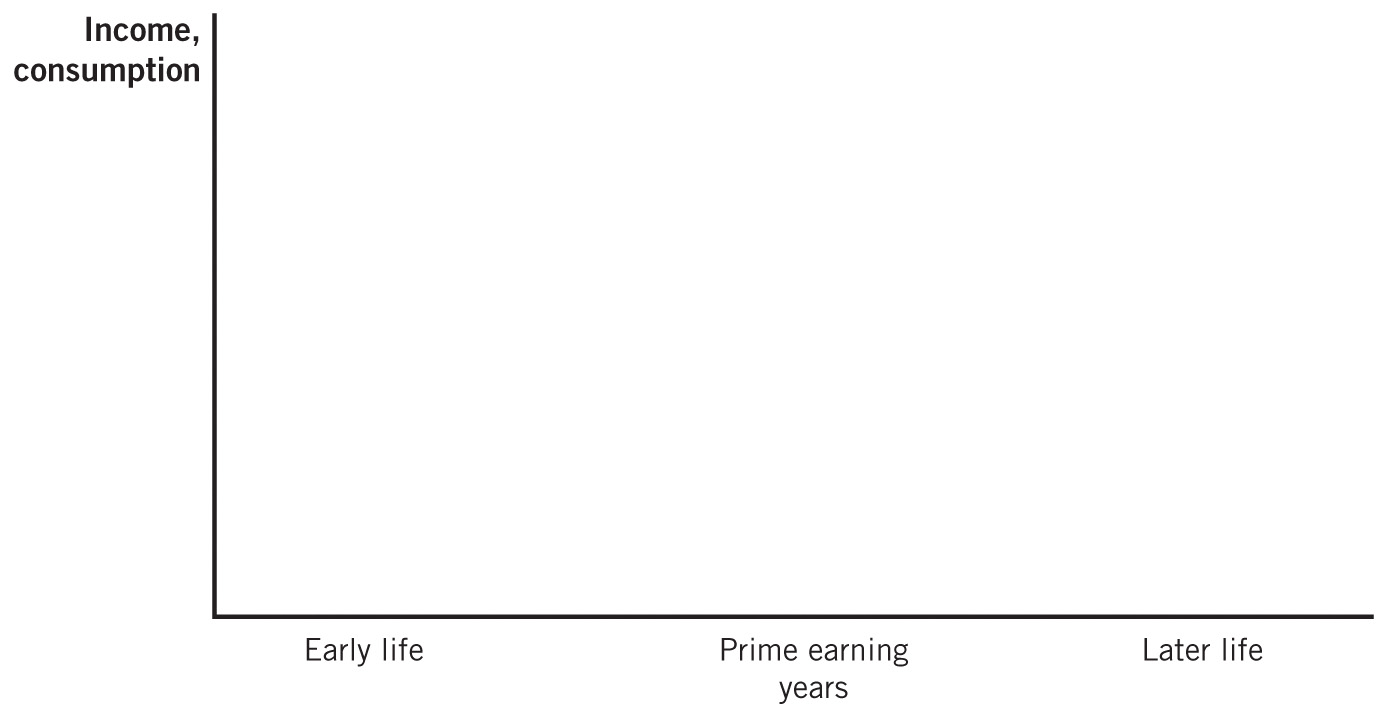 Income,
consumption
Early life
Prime earning
years
Later life